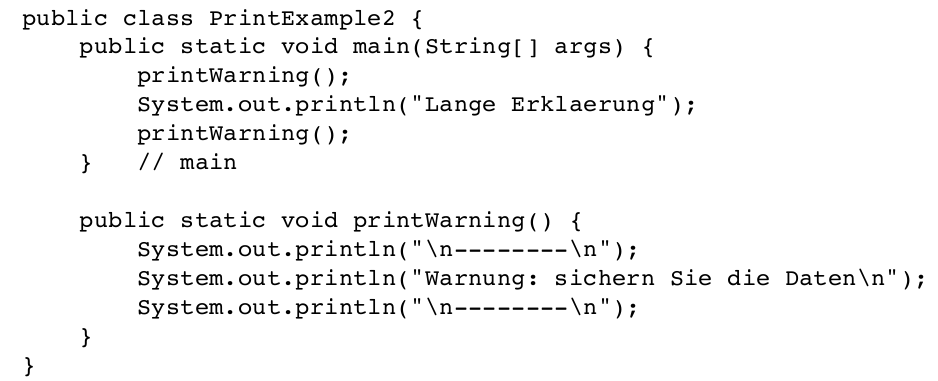 public class PrintExample2 {
    public static void main(String[] args) {
        printWarning();
        System.out.println("Lange Erklaerung");
        printWarning();
    }   // main

    public static void printWarning() {
        System.out.println("\n--------\n");
        System.out.println("Warnung: sichern Sie die Daten\n");
        System.out.println("\n--------\n");
    }
}